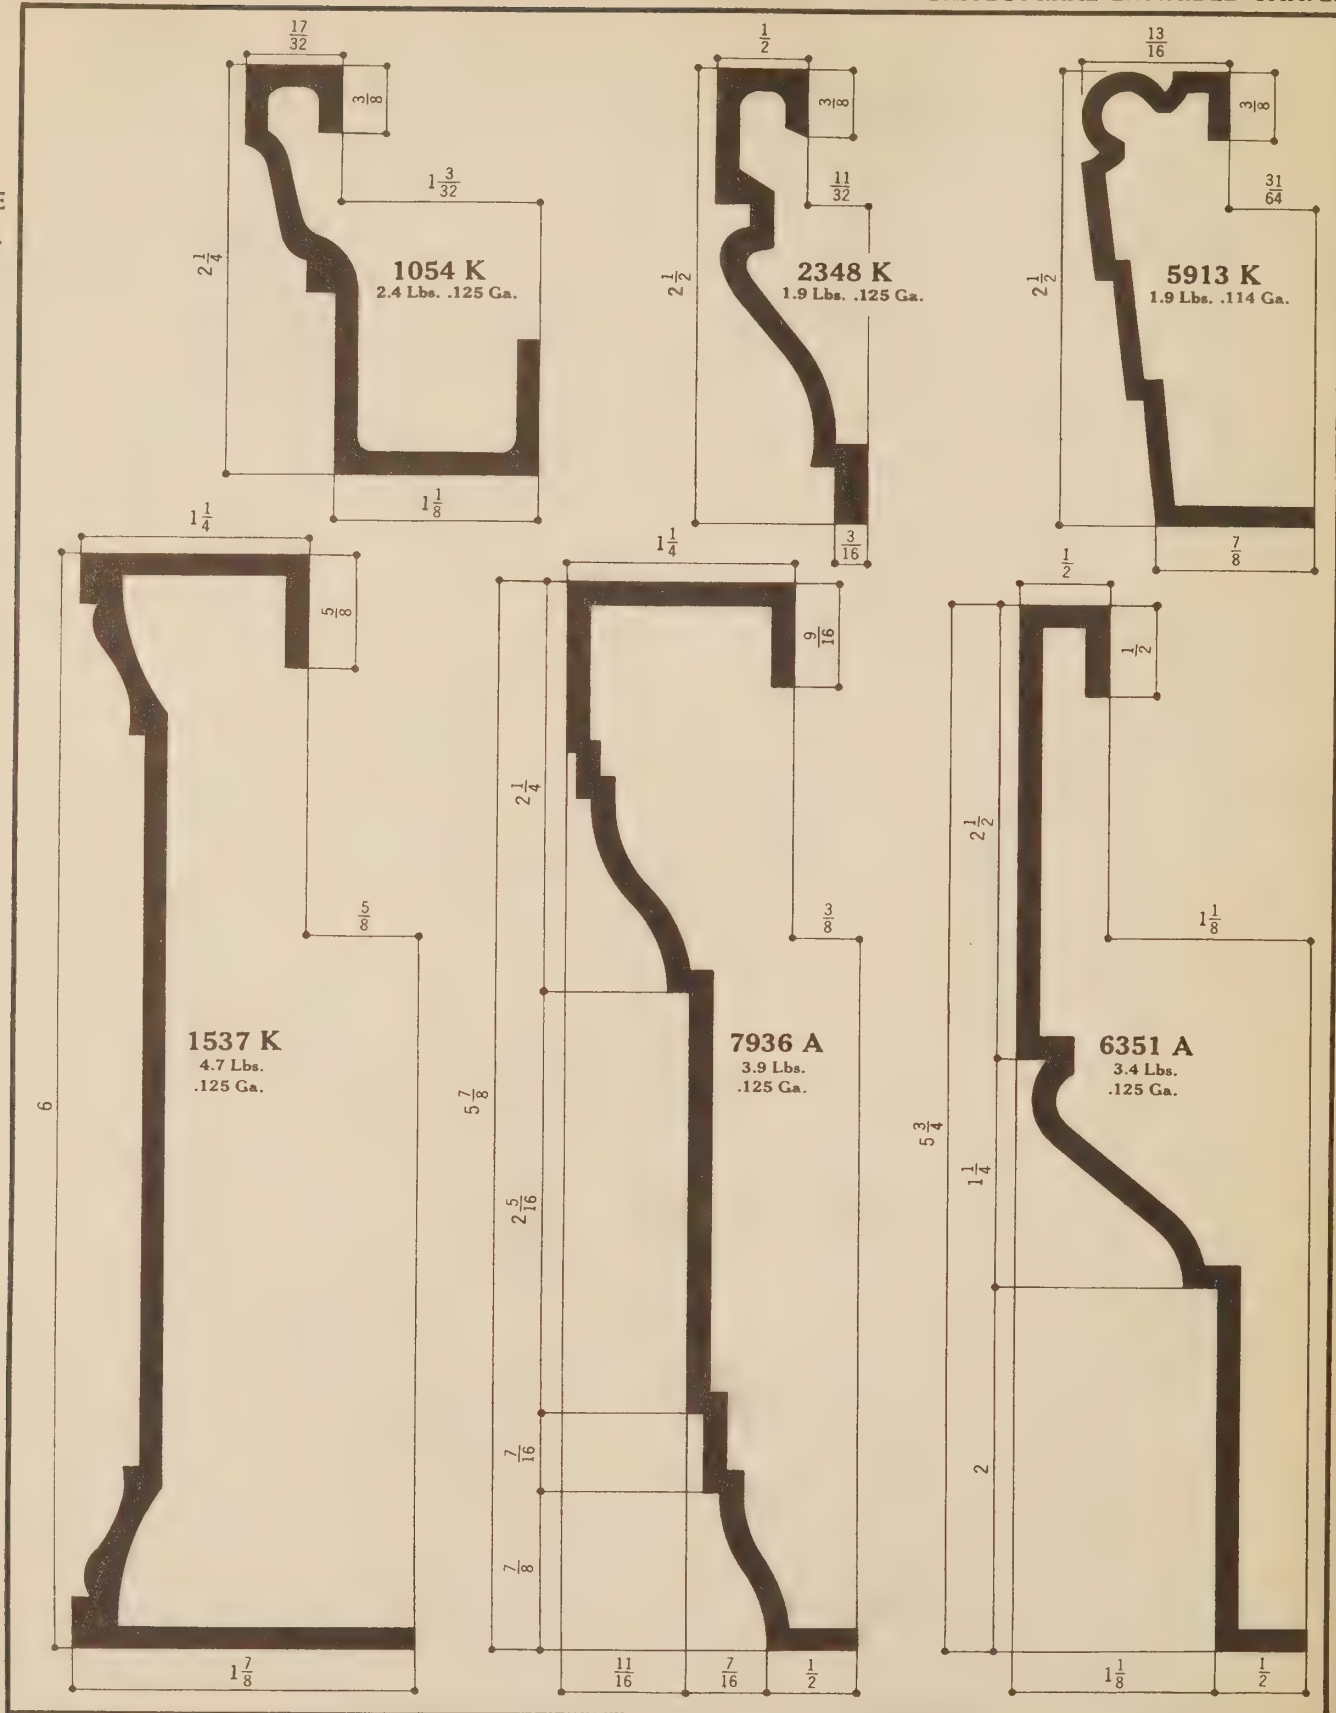 17/32
3/8
1 3/32
2 1/4
1054 K
2.4 Lbs. .125 Ga.
1 1/8
1/2
3/8
11/32
2 1/2
2348 K
1.9 Lbs. .125 Ga.
3/16
13/16
3/8
31/64
2 1/2
5913 K
1.9 Lbs. .114 Ga.
7/8
1 1/4
5/8
5/8
1537 K
4.7 Lbs.
.125 Ga.
6
1 7/8
1 1/4
9/16
2 1/4
3/8
7936 A
3.9 Lbs.
.125 Ga.
5 7/8
2 5/16
7/16
7/8
11/16
7/16
1/2
1/2
1/2
2 1/2
1 1/8
6351 A
3.4 Lbs.
.125 Ga.
5 3/4
1 1/4
2
1 1/8
1/2